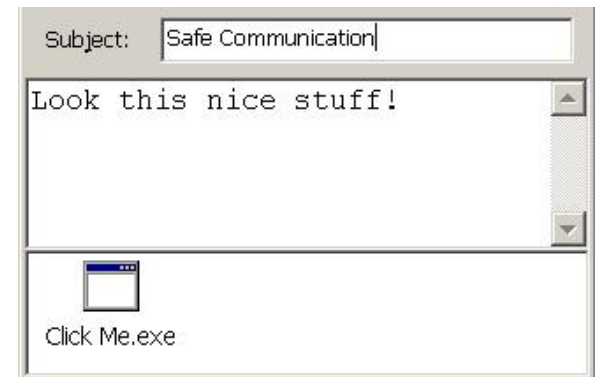 Subject: Safe Communication
Look this nice stuff!
Click Me.exe